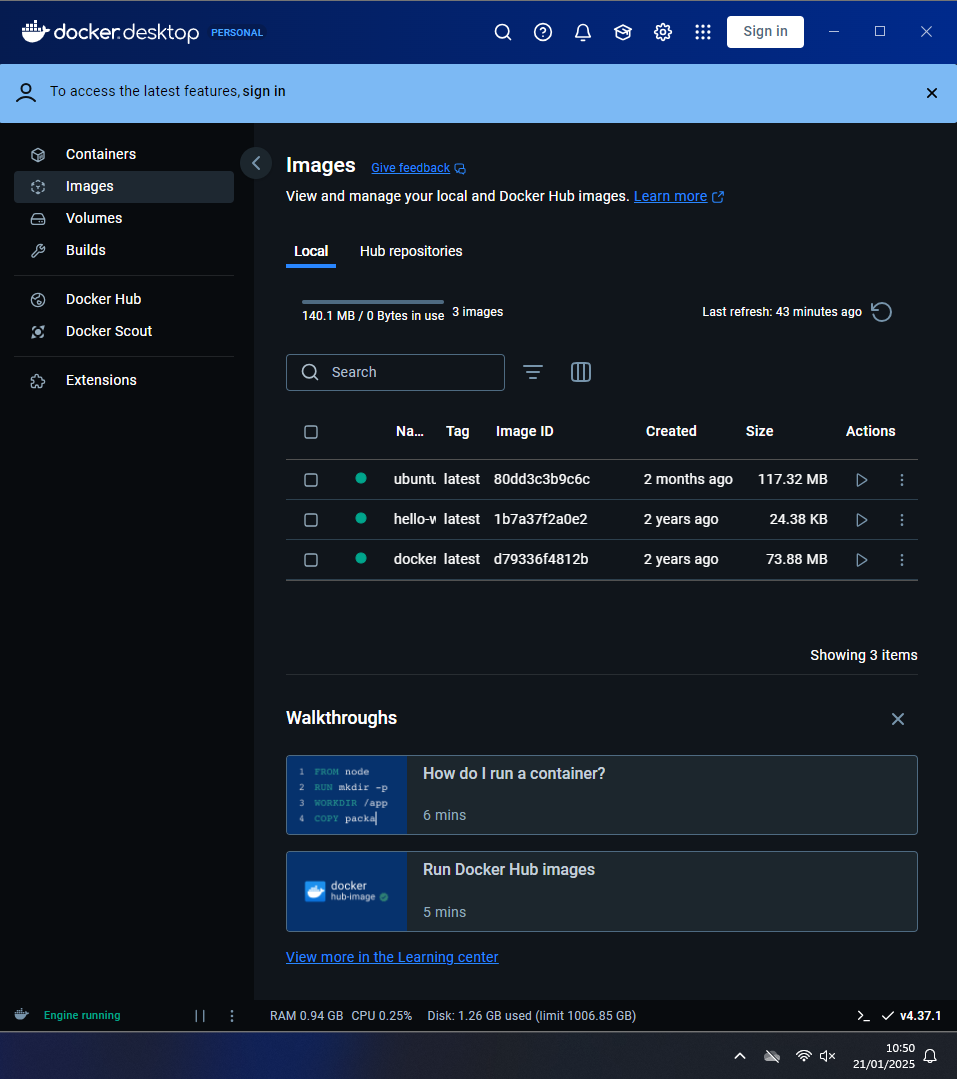 docker.desktop PERSONAL Sign in
To access the latest features, sign in
Containers
Images
Volumes
Builds
Docker Hub
Docker Scout
Extensions
Images Give feedback
View and manage your local and Docker Hub images. Learn more
Local Hub repositories
140.1 MB / 0 Bytes in use 3 images Last refresh: 43 minutes ago
Search
Na... Tag Image ID Created Size Actions
ubuntu latest 80dd3c3b9c6c 2 months ago 117.32 MB
hello-w latest 1b7a37f2a0e2 2 years ago 24.38 KB
docker latest d79336f4812b 2 years ago 73.88 MB
Showing 3 items
Walkthroughs
1 FROM node
2 RUN mkdir -p
3 WORKDIR /app
4 COPY packa
How do I run a container?
6 mins
docker
hub-image
Run Docker Hub images
5 mins
View more in the Learning center
Engine running RAM 0.94 GB CPU 0.25% Disk: 1.26 GB used (limit 1006.85 GB) v4.37.1
10:50
21/01/2025